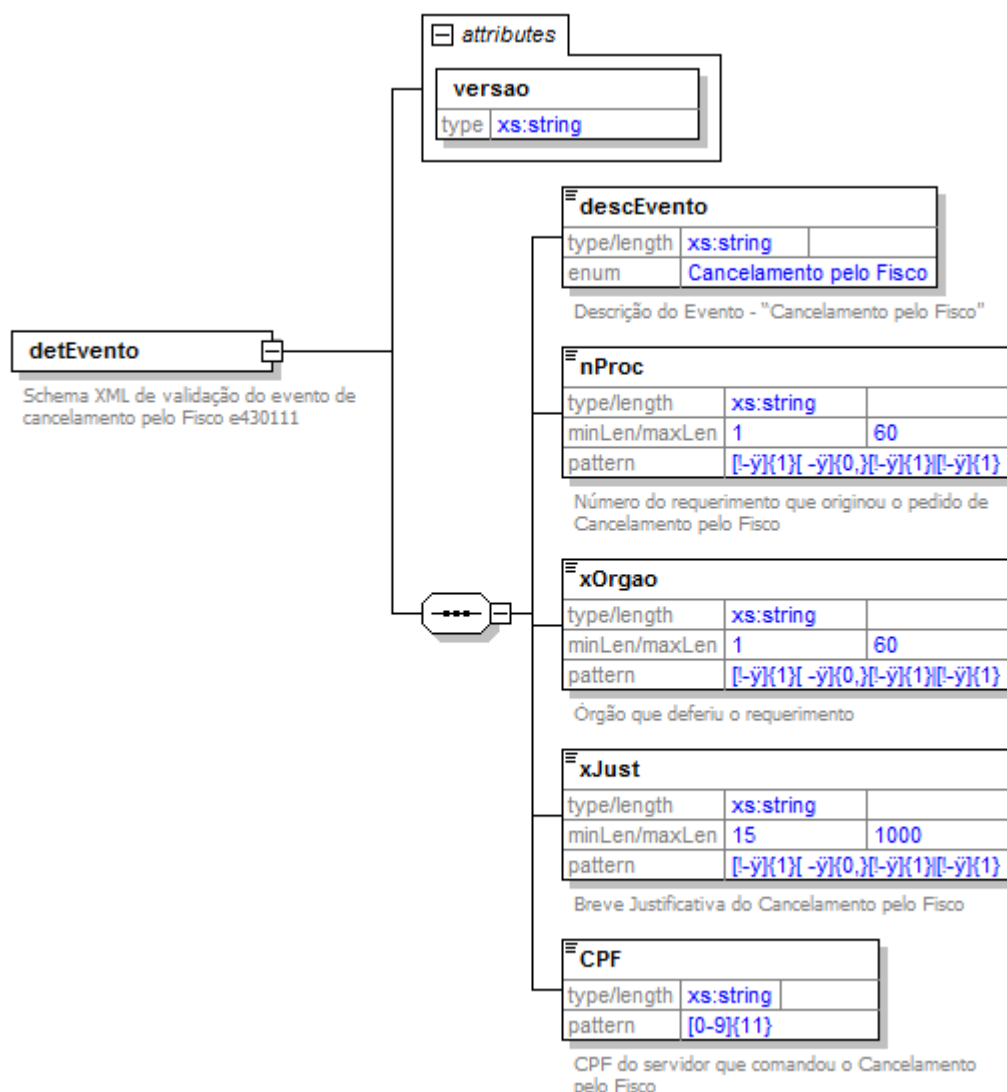 attributes
versao
type xs:string
descEvento
type/length xs:string
enum Cancelamento pelo Fisco
Descrição do Evento - "Cancelamento pelo Fisco"
detEvento
Schema XML de validação do evento de
cancelamento pelo Fisco e430111
nProc
type/length xs:string
minLen/maxLen 1 60
pattern [!-ÿ]{1}[ -ÿ]{0,}[!-ÿ]{1}|[!-ÿ]{1}
Número do requerimento que originou o pedido de
Cancelamento pelo Fisco
xOrgao
type/length xs:string
minLen/maxLen 1 60
pattern [!-ÿ]{1}[ -ÿ]{0,}[!-ÿ]{1}|[!-ÿ]{1}
Órgão que deferiu o requerimento
xJust
type/length xs:string
minLen/maxLen 15 1000
pattern [!-ÿ]{1}[ -ÿ]{0,}[!-ÿ]{1}|[!-ÿ]{1}
Breve Justificativa do Cancelamento pelo Fisco
CPF
type/length xs:string
pattern [0-9]{11}
CPF do servidor que comandou o Cancelamento
pelo Fisco